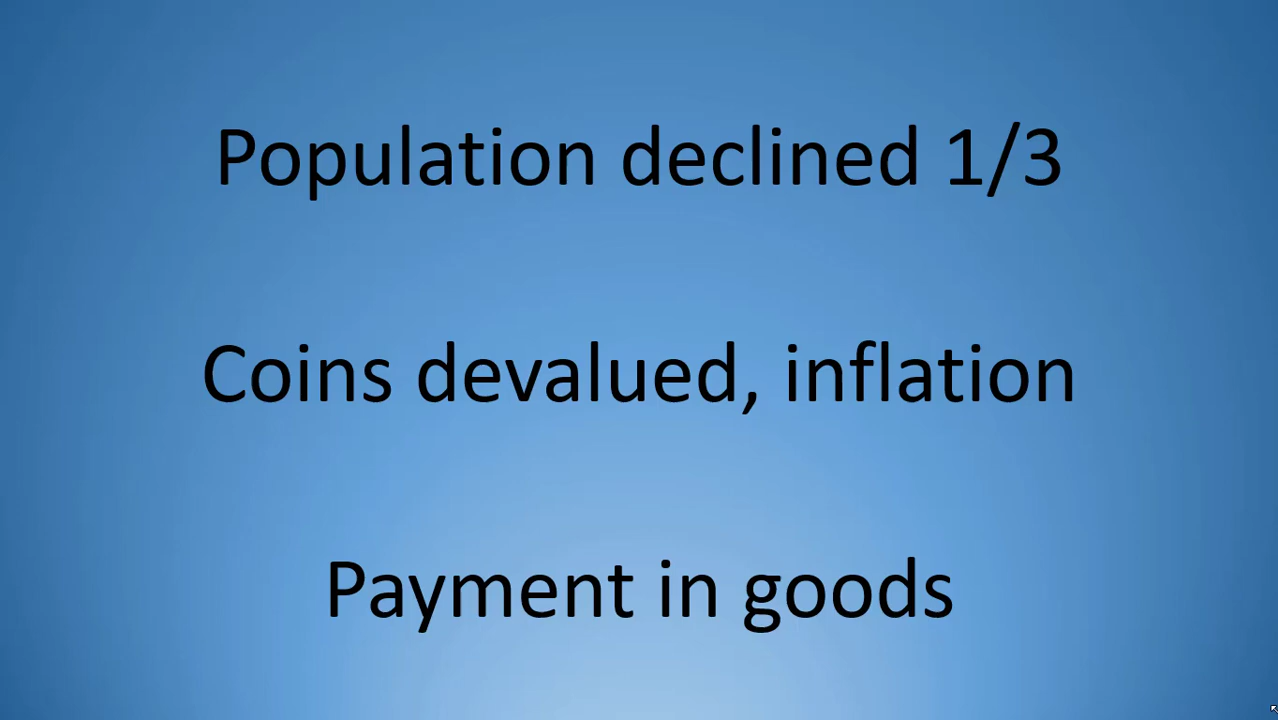 Population declined 1/3
Coins devalued, inflation
Payment in goods